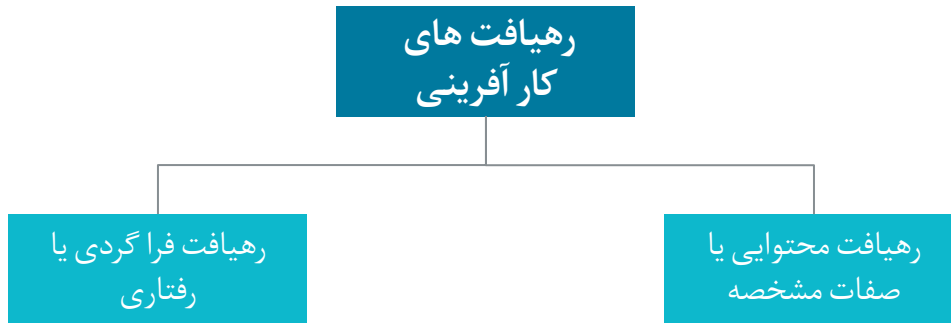 رهیافت های
کار آفرینی
رهیافت محتوایی یا
صفات مشخصه
رهیافت فرا گردی یا
رفتاری